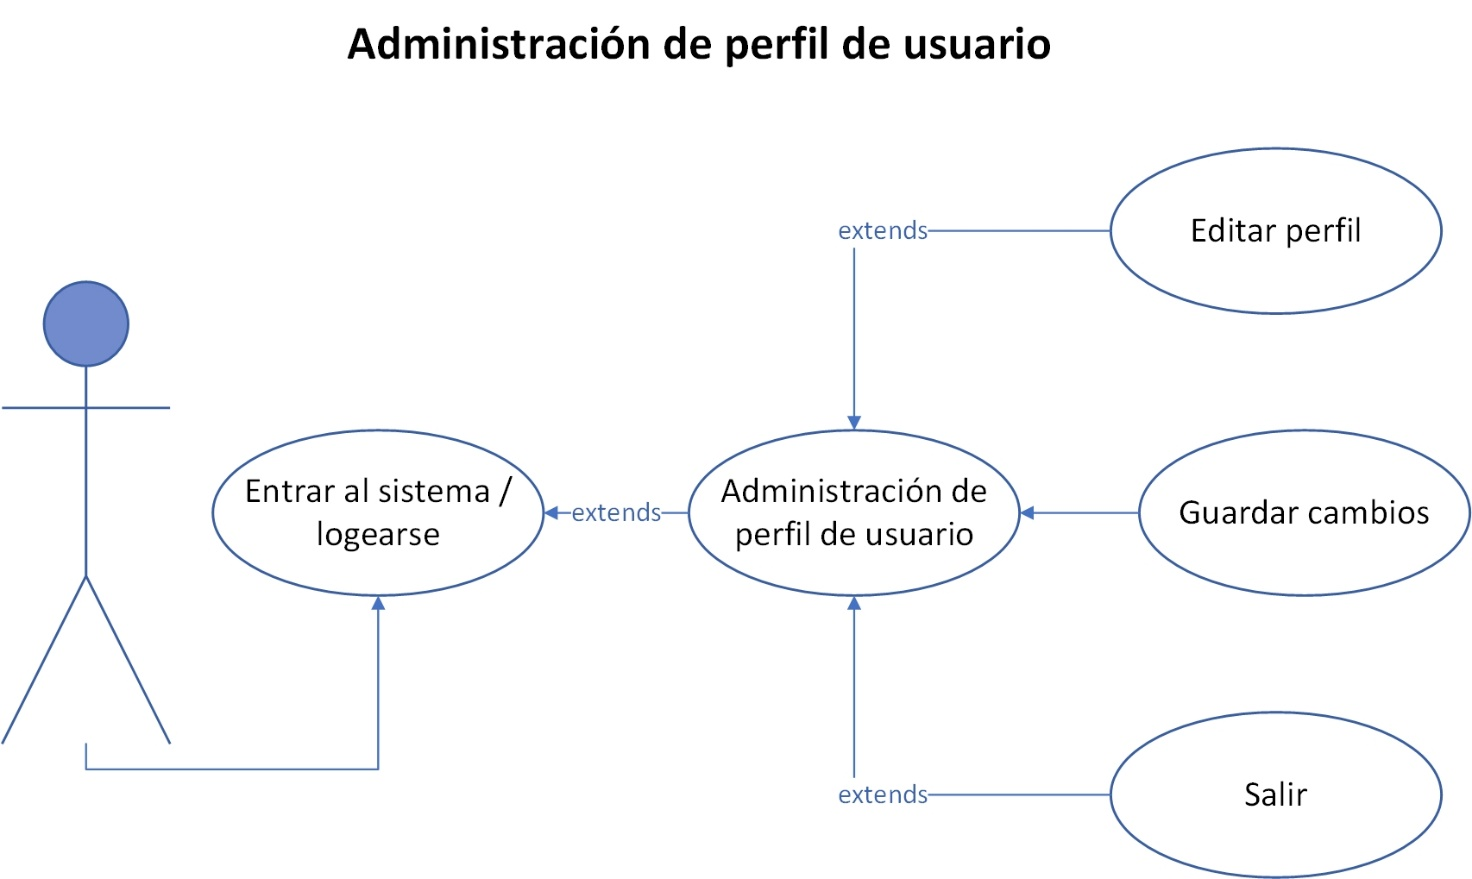 Administración de perfil de usuario
extends
Editar perfil
Entrar al sistema /
logearse
extends
Administración de
perfil de usuario
Guardar cambios
extends
Salir